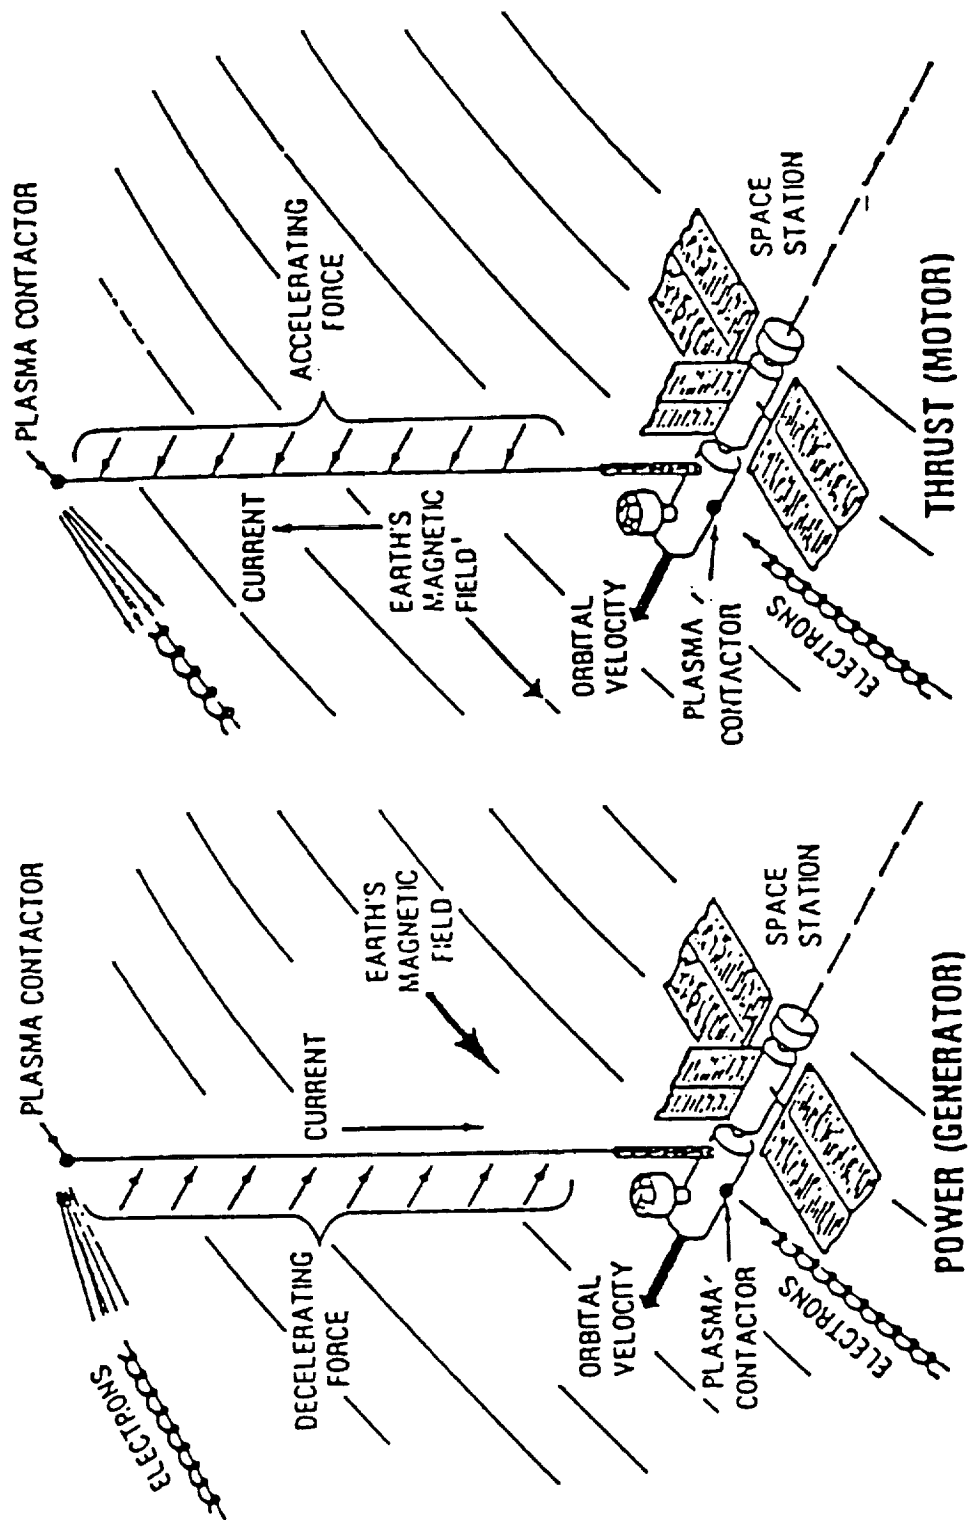 PLASMA CONTACTOR
CURRENT
EARTH'S
MAGNETIC
FIELD
DECELERATING
FORCE
ELECTRONS
ORBITAL
VELOCITY
PLASMA
CONTACTOR
ELECTRONS
SPACE
STATION
POWER (GENERATOR)
PLASMA CONTACTOR
ACCELERATING
FORCE
CURRENT
EARTH'S
MAGNETIC
FIELD
ORBITAL
VELOCITY
PLASMA
CONTACTOR
ELECTRONS
SPACE
STATION
THRUST (MOTOR)